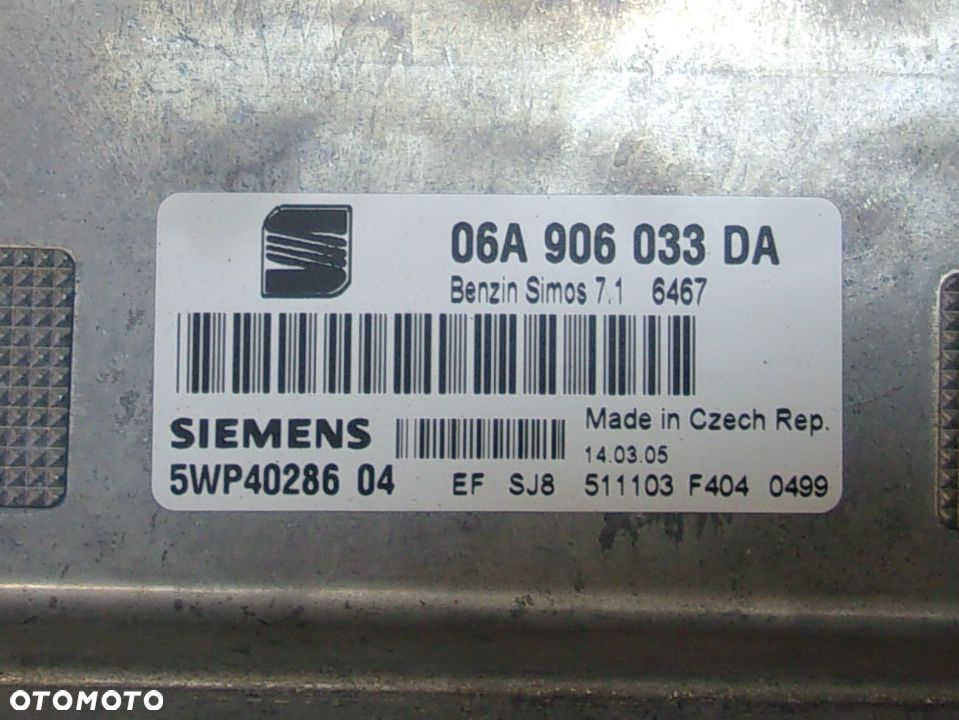 06A 906 033 DA
Benzin Simos 7.1 6467
SIEMENS
Made in Czech Rep.
14.03.05
5WP40286 04 EF SJ8 511103 F404 0499
OTOMOTO